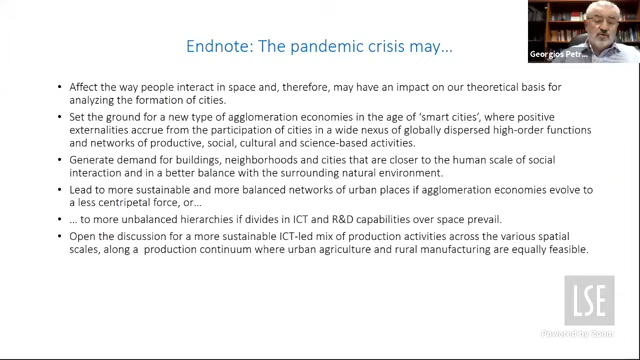 Endnote: The pandemic crisis may…
Georgios Petr...
• Affect the way people interact in space and, therefore, may have an impact on our theoretical basis for
analyzing the formation of cities.
• Set the ground for a new type of agglomeration economies in the age of ‘smart cities’, where positive
externalities accrue from the participation of cities in a wide nexus of globally dispersed high-order functions
and networks of productive, social, cultural and science-based activities.
• Generate demand for buildings, neighborhoods and cities that are closer to the human scale of social
interaction and in a better balance with the surrounding natural environment.
• Lead to more sustainable and more balanced networks of urban places if agglomeration economies evolve to
a less centripetal force, or…
• … to more unbalanced hierarchies if divides in ICT and R&D capabilities over space prevail.
• Open the discussion for a more sustainable ICT-led mix of production activities across the various spatial
scales, along a production continuum where urban agriculture and rural manufacturing are equally feasible.
LSE
Powered by Zoom